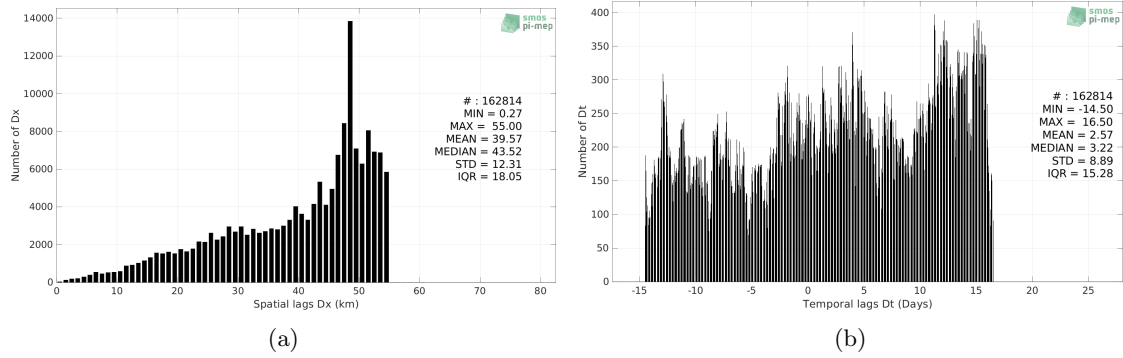 14000
12000
10000
8000
6000
4000
2000
0
Number of Dx
0 10 20 30 40 50 60 70 80
Spatial lags Dx (km)
smos
pi-mep
# : 162814
MIN = 0.27
MAX = 55.00
MEAN = 39.57
MEDIAN = 43.52
STD = 12.31
IQR = 18.05
(a)
400
350
300
250
200
150
100
50
0
Number of Dt
-15 -10 -5 0 5 10 15 20 25
Temporal lags Dt (Days)
smos
pi-mep
# : 162814
MIN = -14.50
MAX = 16.50
MEAN = 2.57
MEDIAN = 3.22
STD = 8.89
IQR = 15.28
(b)